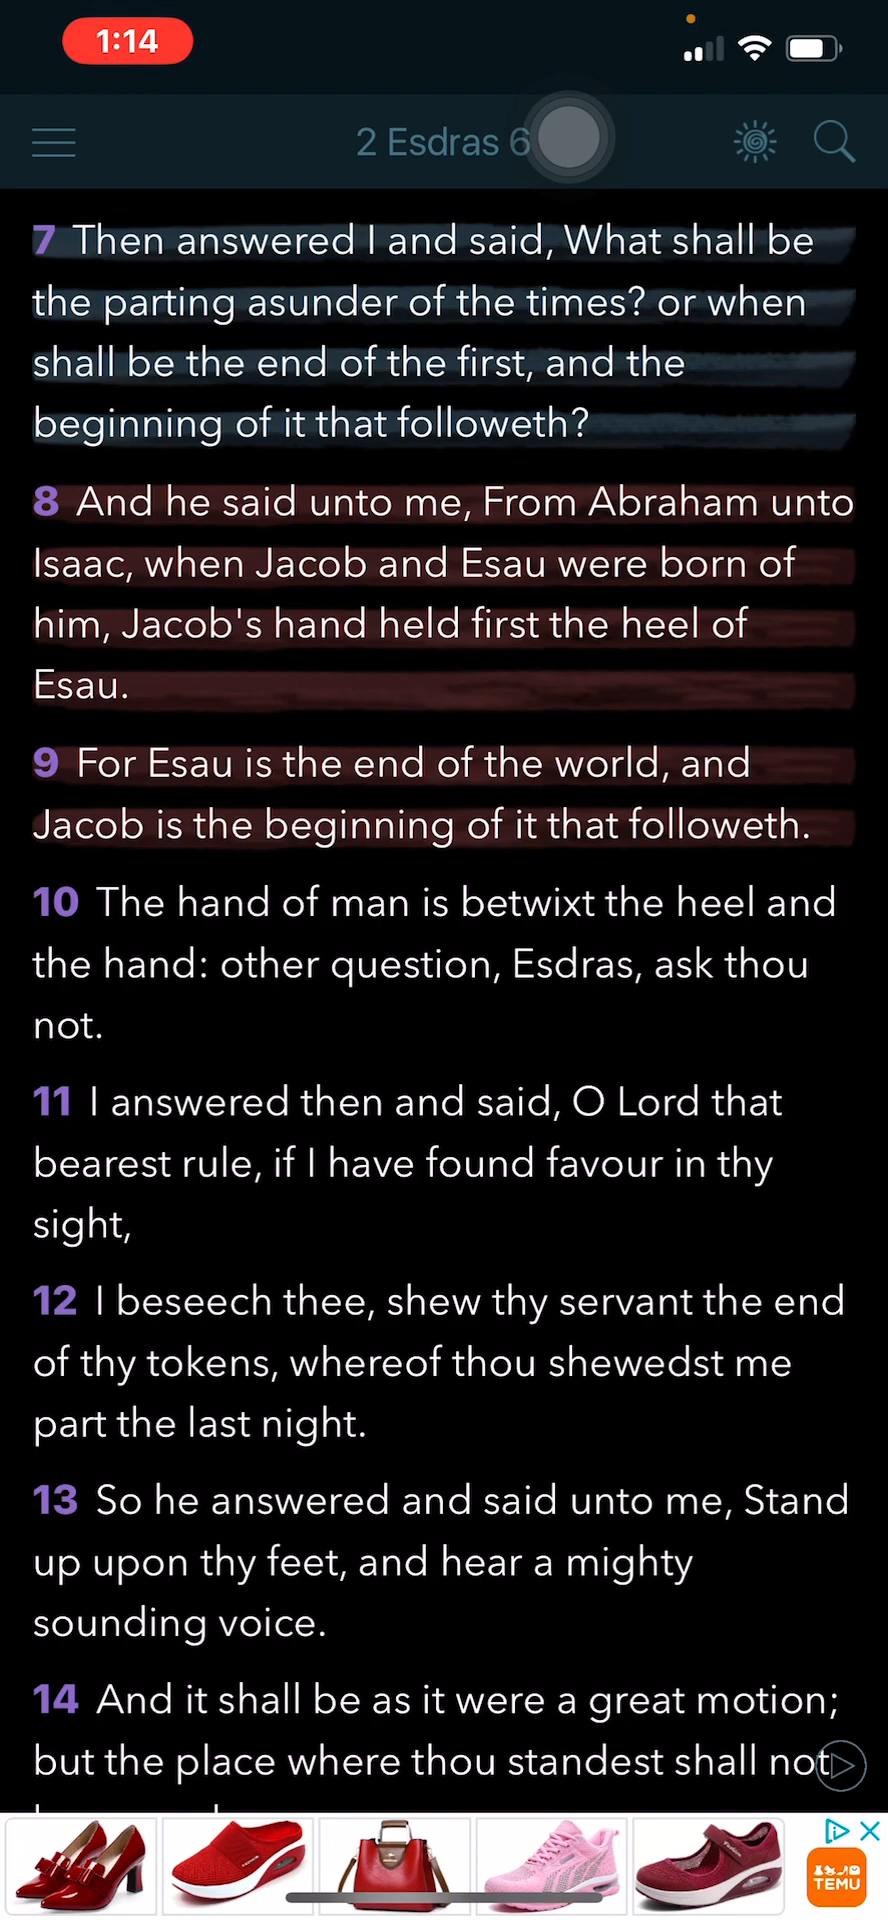 1:14
2 Esdras 6
7 Then answered I and said, What shall be
the parting asunder of the times? or when
shall be the end of the first, and the
beginning of it that followeth?
8 And he said unto me, From Abraham unto
Isaac, when Jacob and Esau were born of
him, Jacob's hand held first the heel of
Esau.
9 For Esau is the end of the world, and
Jacob is the beginning of it that followeth.
10 The hand of man is betwixt the heel and
the hand: other question, Esdras, ask thou
not.
11 I answered then and said, O Lord that
bearest rule, if I have found favour in thy
sight,
12 I beseech thee, shew thy servant the end
of thy tokens, whereof thou shewedst me
part the last night.
13 So he answered and said unto me, Stand
up upon thy feet, and hear a mighty
sounding voice.
14 And it shall be as it were a great motion;
but the place where thou standest shall not
TEMU